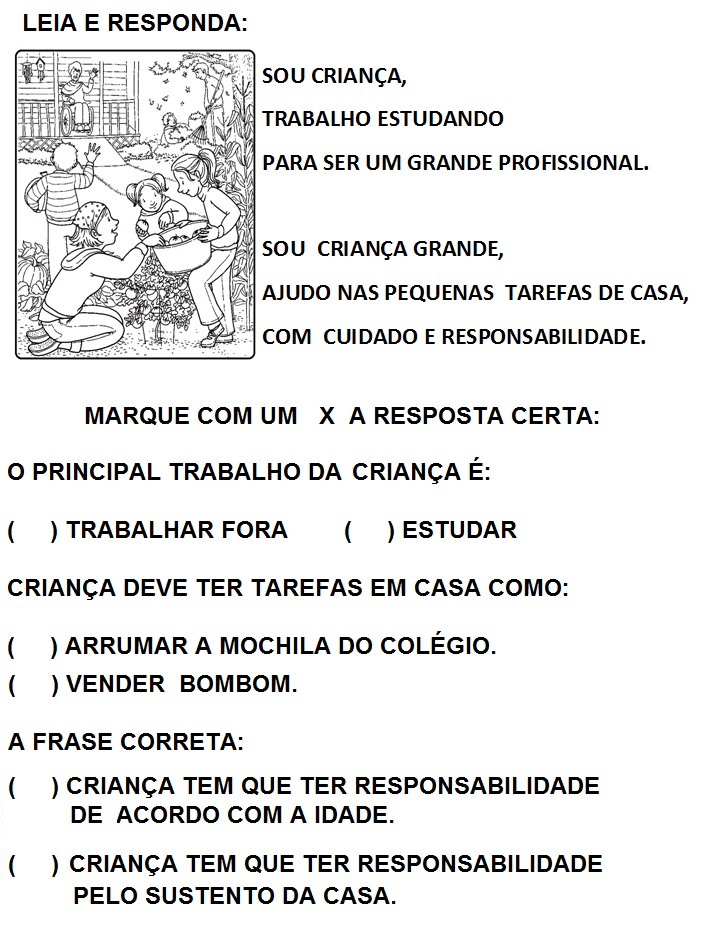 LEIA E RESPONDA:
SOU CRIANÇA,
TRABALHO ESTUDANDO
PARA SER UM GRANDE PROFISSIONAL.
SOU CRIANÇA GRANDE,
AJUDO NAS PEQUENAS TAREFAS DE CASA,
COM CUIDADO E RESPONSABILIDADE.
MARQUE COM UM X A RESPOSTA CERTA:
O PRINCIPAL TRABALHO DA CRIANÇA É:
( ) TRABALHAR FORA ( ) ESTUDAR
CRIANÇA DEVE TER TAREFAS EM CASA COMO:
( ) ARRUMAR A MOCHILA DO COLÉGIO.
( ) VENDER BOMBOM.
A FRASE CORRETA:
( ) CRIANÇA TEM QUE TER RESPONSABILIDADE
DE ACORDO COM A IDADE.
( ) CRIANÇA TEM QUE TER RESPONSABILIDADE
PELO SUSTENTO DA CASA.